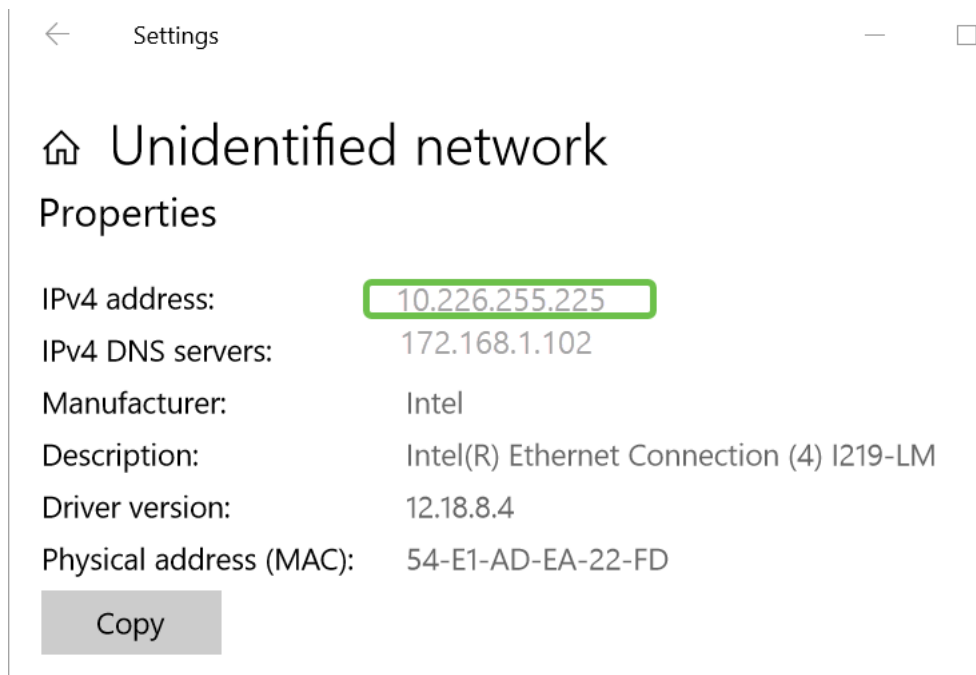 Settings
Unidentified network
Properties
IPv4 address: 10.226.255.225
IPv4 DNS servers: 172.168.1.102
Manufacturer: Intel
Description: Intel(R) Ethernet Connection (4) I219-LM
Driver version: 12.18.8.4
Physical address (MAC): 54-E1-AD-EA-22-FD
Copy